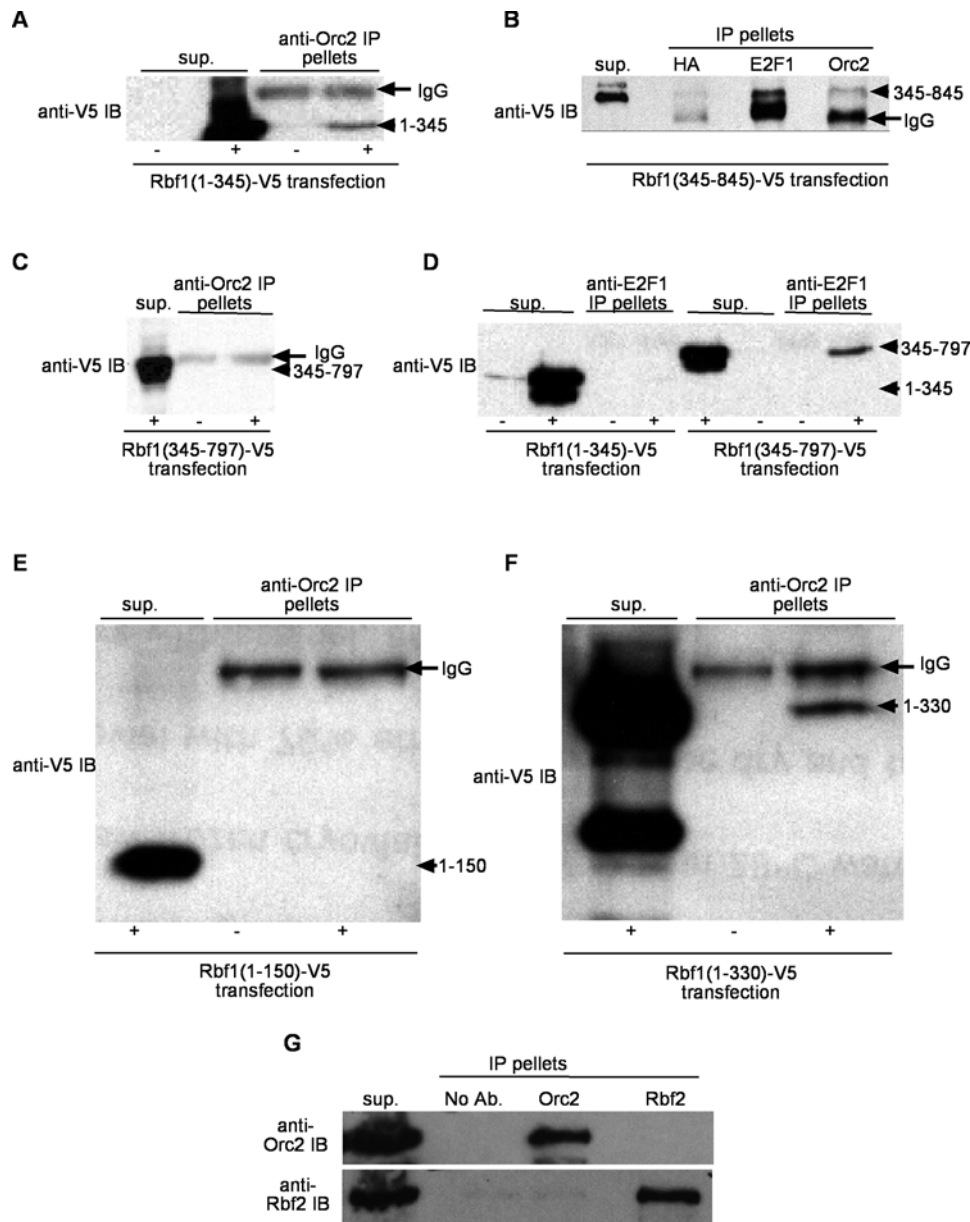 A
sup.
anti-Orc2 IP
pellets
anti-V5 IB
IgG
1-345
- + - +
Rbf1(1-345)-V5 transfection
B
IP pellets
sup. HA E2F1 Orc2
anti-V5 IB
345-845
IgG
Rbf1(345-845)-V5 transfection
C
sup.
anti-Orc2 IP
pellets
anti-V5 IB
IgG
345-797
+ - +
Rbf1(345-797)-V5
transfection
D
sup.
anti-E2F1
IP pellets
sup.
anti-E2F1
IP pellets
anti-V5 IB
345-797
1-345
- + - + + - - +
Rbf1(1-345)-V5
transfection
Rbf1(345-797)-V5
transfection
E
sup.
anti-Orc2 IP
pellets
IgG
anti-V5 IB
1-150
+ - +
Rbf1(1-150)-V5
transfection
F
sup.
anti-Orc2 IP
pellets
IgG
1-330
anti-V5 IB
+ - +
Rbf1(1-330)-V5
transfection
G
IP pellets
sup. No Ab. Orc2 Rbf2
anti-
Orc2 IB
anti-
Rbf2 IB